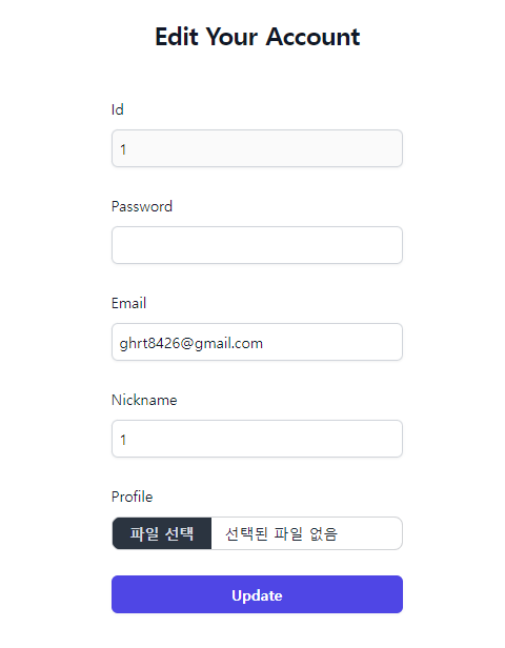 Edit Your Account
Id
1
Password
Email
ghrt8426@gmail.com
Nickname
1
Profile
파일 선택 선택된 파일 없음
Update